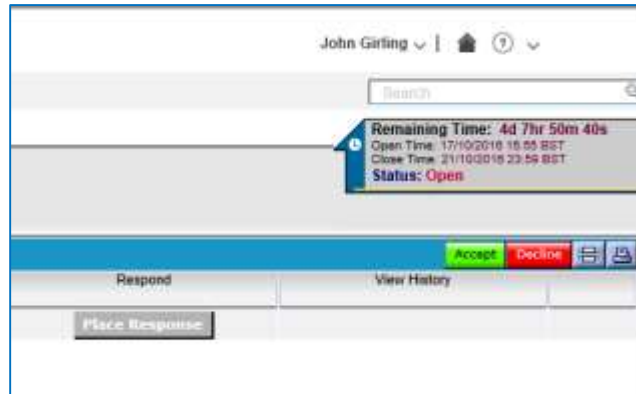 John Girling
Search
Remaining Time: 4d 7hr 50m 40s
Open Time: 17/10/2016 15:55 BST
Close Time: 21/10/2016 23:59 BST
Status: Open
Accept Decline
Respond View History
Place Response